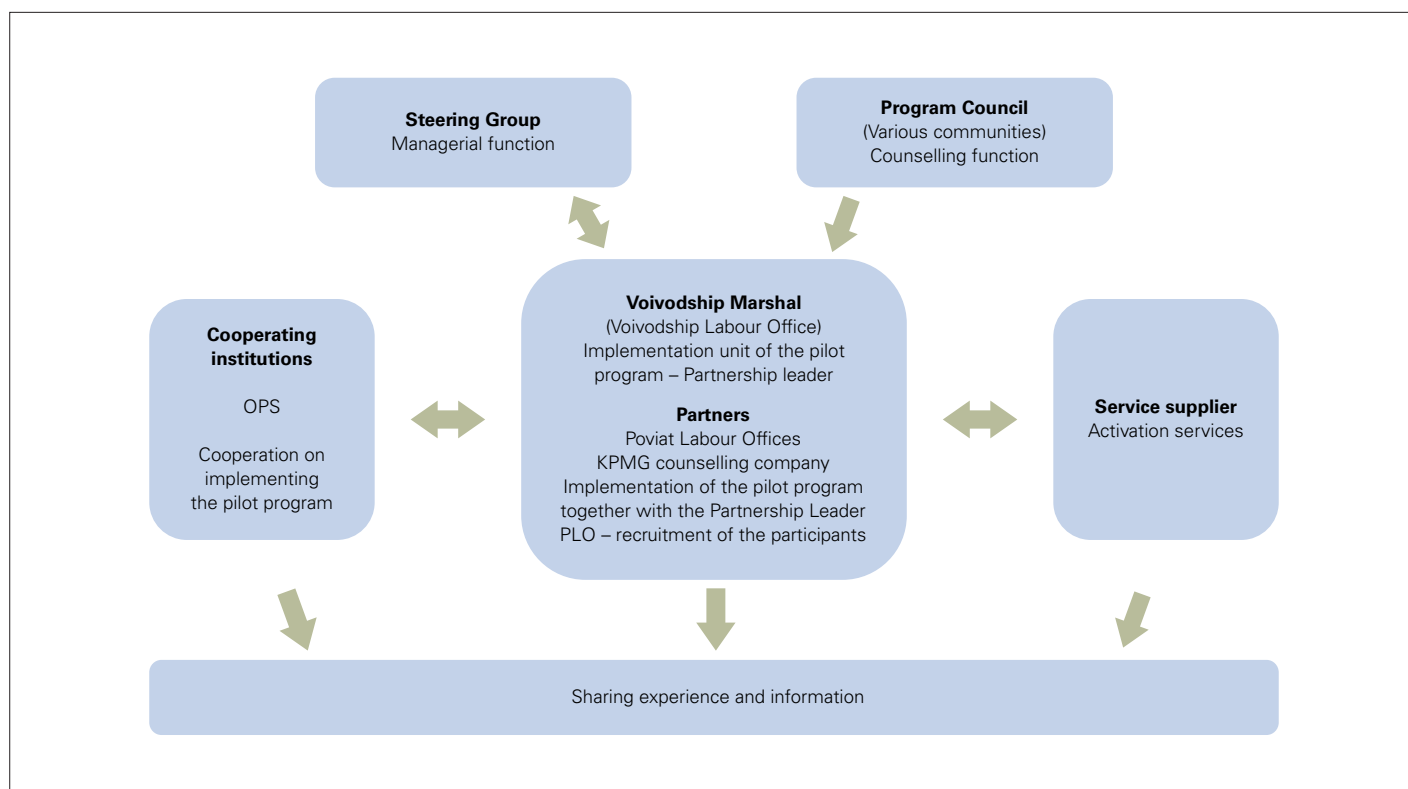 Steering Group
Managerial function
Program Council
(Various communities)
Counselling function
Cooperating
institutions
OPS
Cooperation on
implementing
the pilot program
Voivodship Marshal
(Voivodship Labour Office)
Implementation unit of the pilot
program – Partnership leader
Partners
Poviat Labour Offices
KPMG counselling company
Implementation of the pilot program
together with the Partnership Leader
PLO – recruitment of the participants
Service supplier
Activation services
Sharing experience and information